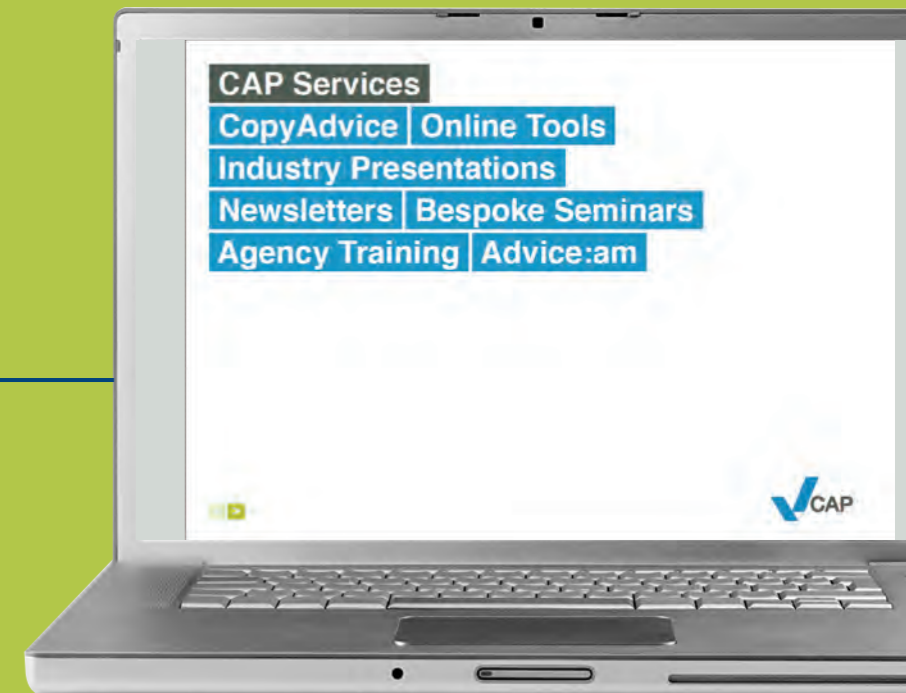 CAP Services
CopyAdvice Online Tools
Industry Presentations
Newsletters Bespoke Seminars
Agency Training Advice:am
CAP